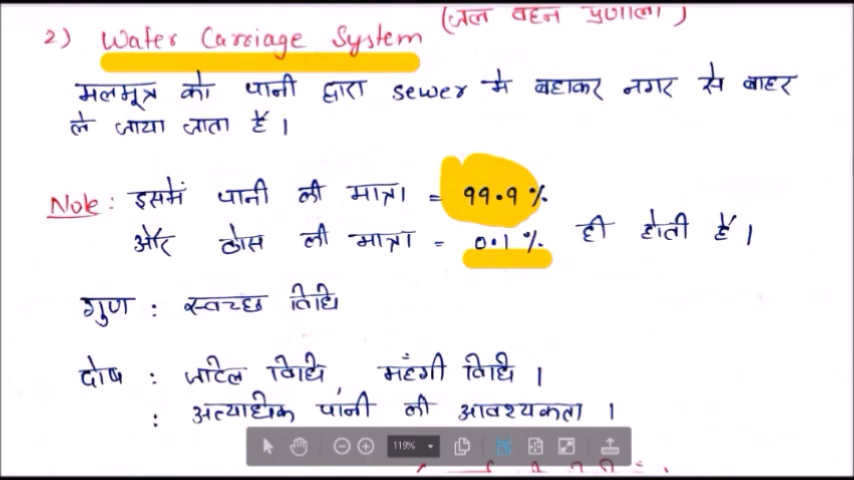 2) Water Carriage System (जल वहन प्रणाली)
मलमूत्र को पानी द्वारा sewer मे बहाकर नगर से बाहर
ले जाया जाता है ।
Note : इसमें पानी की मात्रा = 99.9 %
और ठोस की मात्रा = 0.1 % ही होती है ।
गुण : स्वच्छ विधि
दोष : जटिल विधि, महंगी विधि ।
: अत्याधिक पानी की आवश्यकता ।
119%